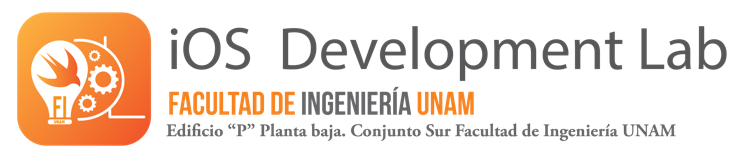 FI
UNAM
iOS Development Lab
FACULTAD DE INGENIERÍA UNAM
Edificio “P” Planta baja. Conjunto Sur Facultad de Ingeniería UNAM